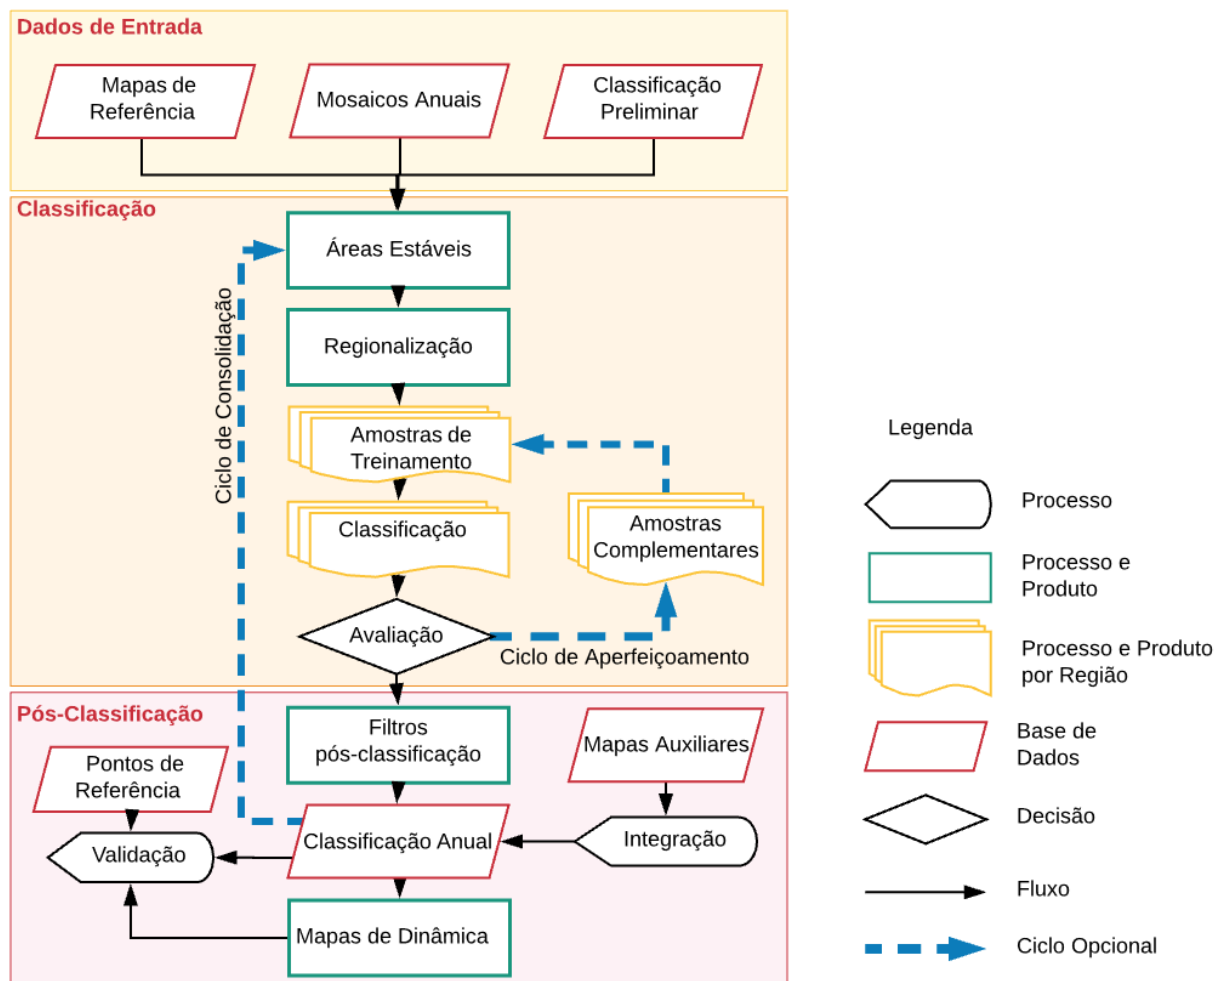 Dados de Entrada
Mapas de
Referência
Mosaicos Anuais
Classificação
Preliminar
Classificação
Áreas Estáveis
Regionalização
Ciclo de Consolidação
Amostras de
Treinamento
Classificação
Amostras
Complementares
Avaliação
Ciclo de Aperfeiçoamento
Pós-Classificação
Filtros
pós-classificação
Mapas Auxiliares
Pontos de
Referência
Validação
Classificação Anual
Integração
Mapas de Dinâmica
Legenda
Processo
Processo e
Produto
Processo e Produto
por Região
Base de
Dados
Decisão
Fluxo
Ciclo Opcional